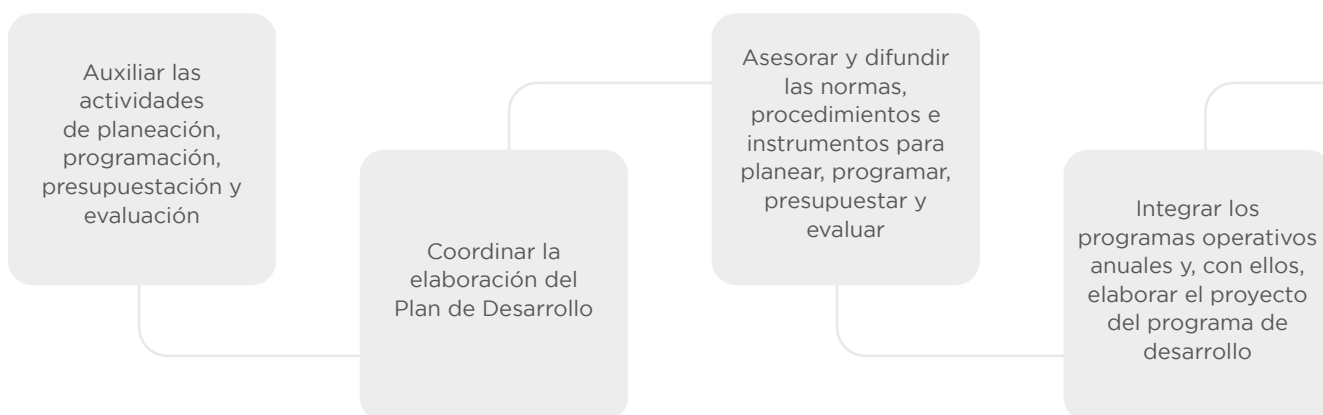 Auxiliar las
actividades
de planeación,
programación,
presupuestación y
evaluación
Coordinar la
elaboración del
Plan de Desarrollo
Asesorar y difundir
las normas,
procedimientos e
instrumentos para
planear, programar,
presupuestar y
evaluar
Integrar los
programas operativos
anuales y, con ellos,
elaborar el proyecto
del programa de
desarrollo